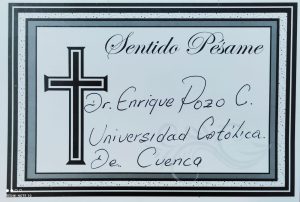 Sentido Pésame
Dr. Enrique Pozo C.
Universidad Católica.
De Cuenca